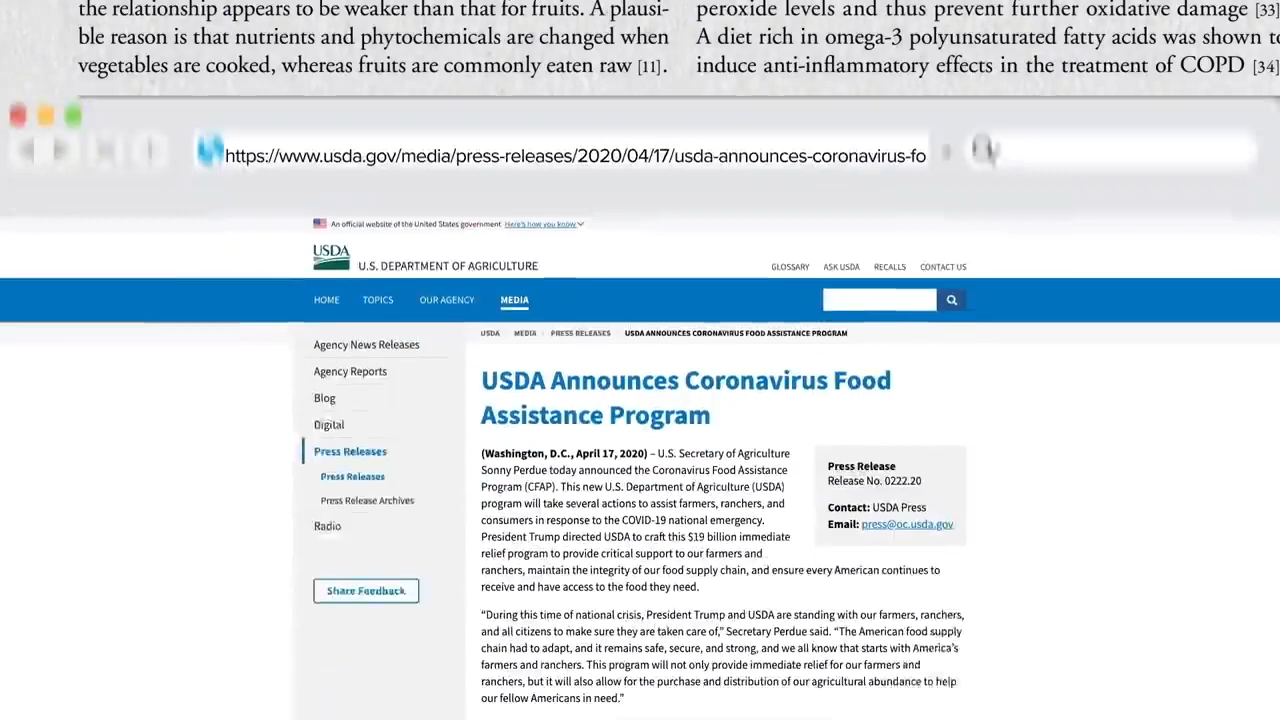 the relationship appears to be weaker than that for fruits. A plausi-
ble reason is that nutrients and phytochemicals are changed when
vegetables are cooked, whereas fruits are commonly eaten raw [11].
peroxide levels and thus prevent further oxidative damage [33]
A diet rich in omega-3 polyunsaturated fatty acids was shown to
induce anti-inflammatory effects in the treatment of COPD [34]
https://www.usda.gov/media/press-releases/2020/04/17/usda-announces-coronavirus-fo
An official website of the United States government Here's how you know
USDA
U.S. DEPARTMENT OF AGRICULTURE
GLOSSARY ASK USDA RECALLS CONTACT US
HOME TOPICS OUR AGENCY MEDIA
USDA MEDIA PRESS RELEASES USDA ANNOUNCES CORONAVIRUS FOOD ASSISTANCE PROGRAM
Agency News Releases
Agency Reports
Blog
Digital
Press Releases
Press Releases
Press Release Archives
Radio
Share Feedback
USDA Announces Coronavirus Food
Assistance Program
(Washington, D.C., April 17, 2020) – U.S. Secretary of Agriculture
Sonny Perdue today announced the Coronavirus Food Assistance
Program (CFAP). This new U.S. Department of Agriculture (USDA)
program will take several actions to assist farmers, ranchers, and
consumers in response to the COVID-19 national emergency.
President Trump directed USDA to craft this $19 billion immediate
relief program to provide critical support to our farmers and
ranchers, maintain the integrity of our food supply chain, and ensure every American continues to
receive and have access to the food they need.
Press Release
Release No. 0222.20
Contact: USDA Press
Email: press@oc.usda.gov
“During this time of national crisis, President Trump and USDA are standing with our farmers, ranchers,
and all citizens to make sure they are taken care of,” Secretary Perdue said. “The American food supply
chain had to adapt, and it remains safe, secure, and strong, and we all know that starts with America’s
farmers and ranchers. This program will not only provide immediate relief for our farmers and
ranchers, but it will also allow for the purchase and distribution of our agricultural abundance to help
our fellow Americans in need.”